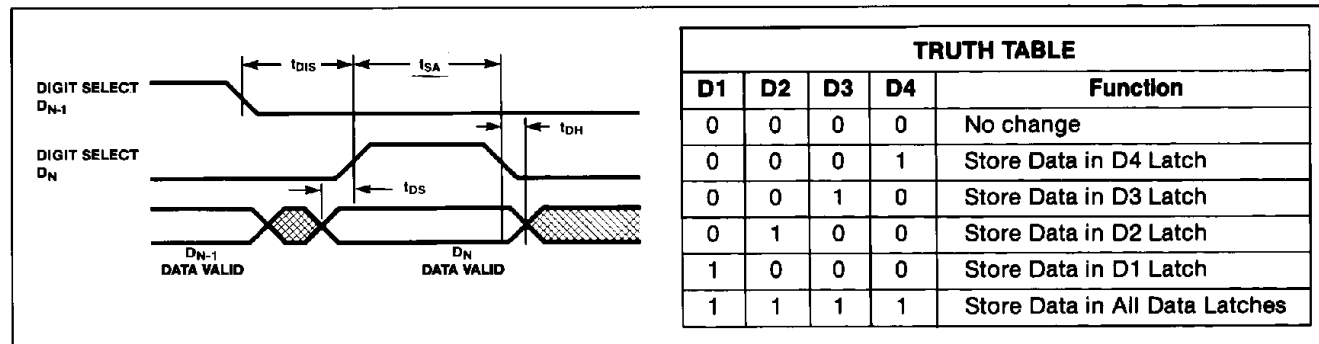 tDIS
tSA
DIGIT SELECT
DN-1
tDH
DIGIT SELECT
DN
tDS
DN-1
DATA VALID
DN
DATA VALID
TRUTH TABLE
D1 D2 D3 D4 Function
0 0 0 0 No change
0 0 0 1 Store Data in D4 Latch
0 0 1 0 Store Data in D3 Latch
0 1 0 0 Store Data in D2 Latch
1 0 0 0 Store Data in D1 Latch
1 1 1 1 Store Data in All Data Latches